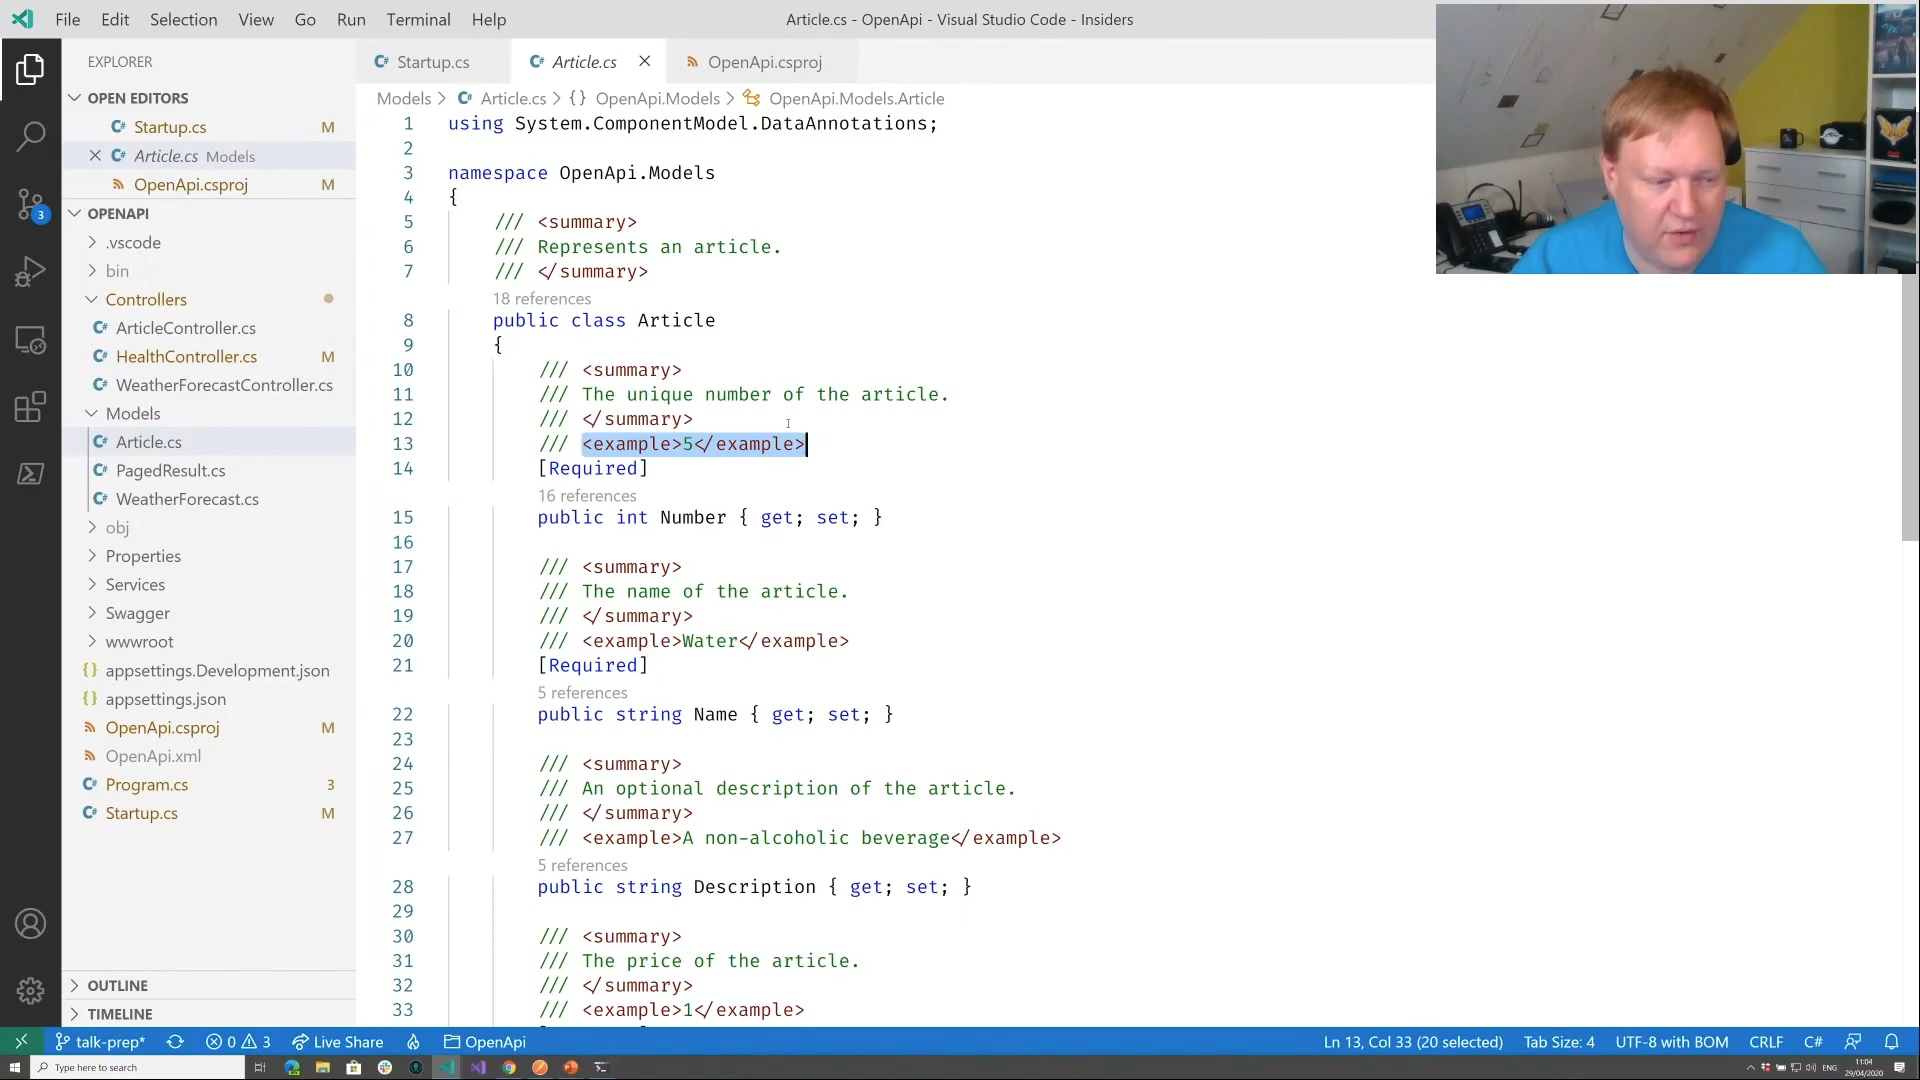 File Edit Selection View Go Run Terminal Help
Article.cs - OpenApi - Visual Studio Code - Insiders
EXPLORER
OPEN EDITORS
Startup.cs M
Article.cs Models
OpenApi.csproj M
OPENAPI
.vscode
bin
Controllers
ArticleController.cs
HealthController.cs M
WeatherForecastController.cs
Models
Article.cs
PagedResult.cs
WeatherForecast.cs
obj
Properties
Services
Swagger
wwwroot
appsettings.Development.json
appsettings.json
OpenApi.csproj M
OpenApi.xml
Program.cs 3
Startup.cs M
OUTLINE
TIMELINE
3
Startup.cs Article.cs OpenApi.csproj
Models > Article.cs > {} OpenApi.Models > OpenApi.Models.Article
1 using System.ComponentModel.DataAnnotations;
2
3 namespace OpenApi.Models
4 {
5 /// <summary>
6 /// Represents an article.
7 /// </summary>
18 references
8 public class Article
9 {
10 /// <summary>
11 /// The unique number of the article.
12 /// </summary>
13 /// <example>5</example>
14 [Required]
16 references
15 public int Number { get; set; }
16
17 /// <summary>
18 /// The name of the article.
19 /// </summary>
20 /// <example>Water</example>
21 [Required]
5 references
22 public string Name { get; set; }
23
24 /// <summary>
25 /// An optional description of the article.
26 /// </summary>
27 /// <example>A non-alcoholic beverage</example>
5 references
28 public string Description { get; set; }
29
30 /// <summary>
31 /// The price of the article.
32 /// </summary>
33 /// <example>1</example>
talk-prep* 0 3 Live Share OpenApi
Ln 13, Col 33 (20 selected) Tab Size: 4 UTF-8 with BOM CRLF C#
Type here to search
ENG
11:04
29/04/2020